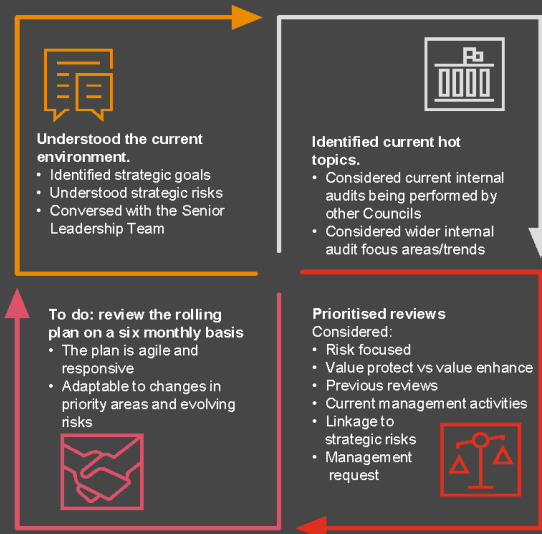 Understood the current
environment.
• Identified strategic goals
• Understood strategic risks
• Conversed with the Senior
Leadership Team
Identified current hot
topics.
• Considered current internal
audits being performed by
other Councils
• Considered wider internal
audit focus areas/trends
To do: review the rolling
plan on a six monthly basis
• The plan is agile and
responsive
• Adaptable to changes in
priority areas and evolving
risks
Prioritised reviews
Considered:
• Risk focused
• Value protect vs value enhance
• Previous reviews
• Current management activities
• Linkage to
strategic risks
• Management
request